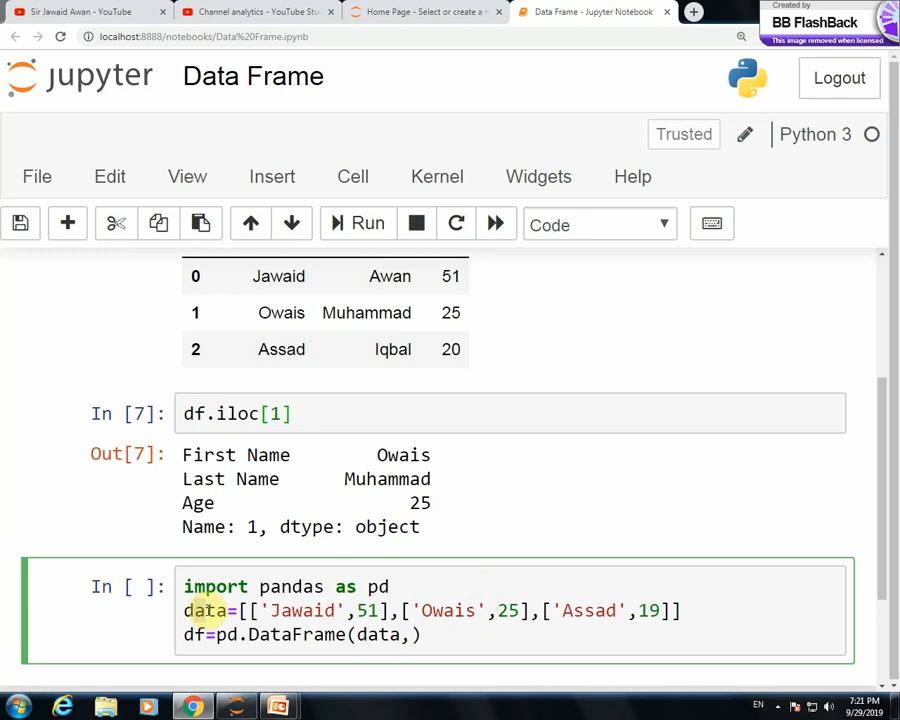 Sir Jawaid Awan - YouTube
Channel analytics - YouTube Stu
Home Page - Select or create a n
Data Frame - Jupyter Notebook
Created by
BB FlashBack
This image removed when licensed
localhost:8888/notebooks/Data%20Frame.ipynb
jupyter Data Frame
Logout
Trusted
Python 3
File Edit View Insert Cell Kernel Widgets Help
Run
Code
0 Jawaid Awan 51
1 Owais Muhammad 25
2 Assad Iqbal 20
In [7]: df.iloc[1]
Out[7]: First Name Owais
Last Name Muhammad
Age 25
Name: 1, dtype: object
In [ ]: import pandas as pd
data=[['Jawaid',51],['Owais',25],['Assad',19]]
df=pd.DataFrame(data,)
EN
7:21 PM
9/29/2019